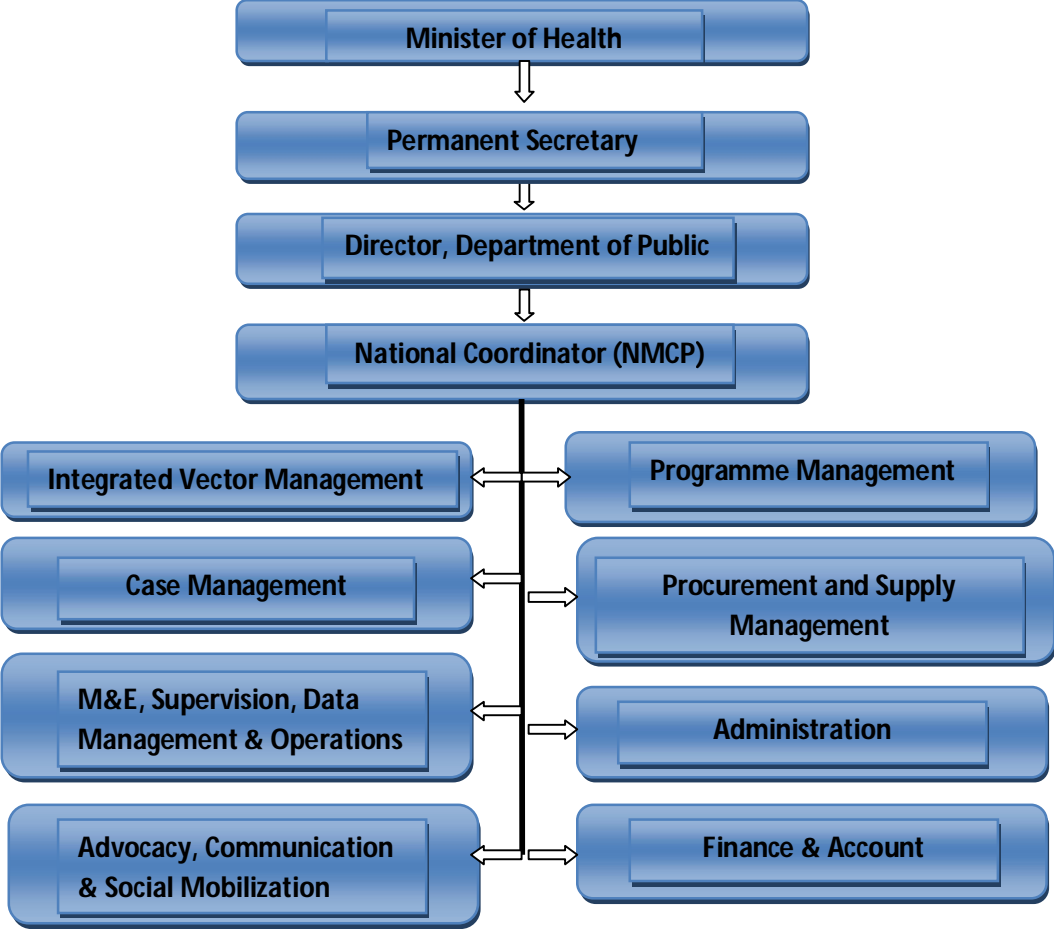 Minister of Health
Permanent Secretary
Director, Department of Public
National Coordinator (NMCP)
Integrated Vector Management
Programme Management
Case Management
Procurement and Supply
Management
M&E, Supervision, Data
Management & Operations
Administration
Advocacy, Communication
& Social Mobilization
Finance & Account